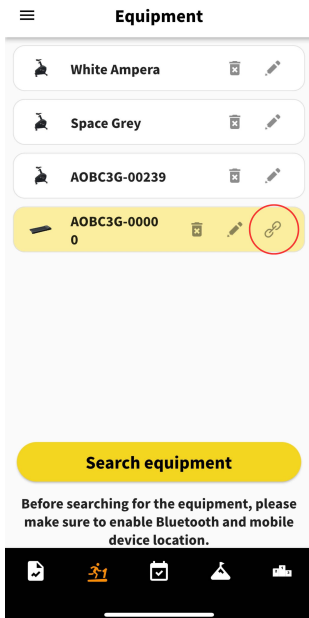 Equipment
White Ampera
Space Grey
AOBC3G-00239
AOBC3G-0000
0
Search equipment
Before searching for the equipment, please
make sure to enable Bluetooth and mobile
device location.